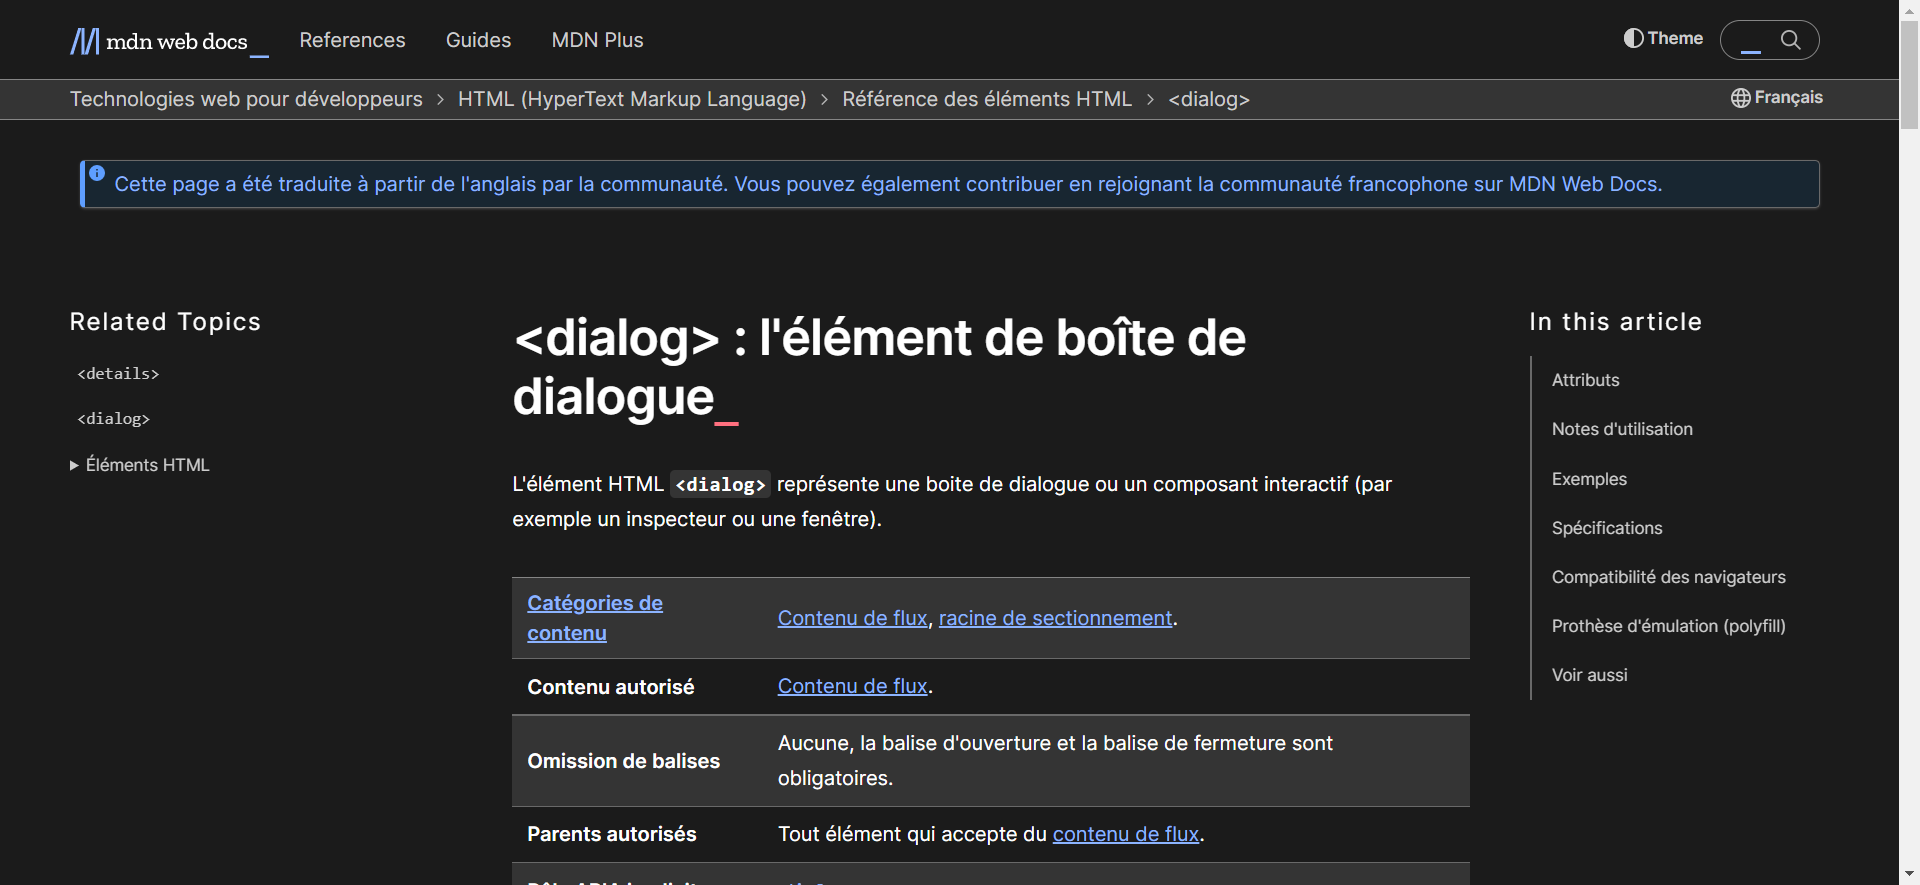 mdn web docs_
References
Guides
MDN Plus
Theme
Technologies web pour développeurs > HTML (HyperText Markup Language) > Référence des éléments HTML > <dialog>
Français
Cette page a été traduite à partir de l'anglais par la communauté. Vous pouvez également contribuer en rejoignant la communauté francophone sur MDN Web Docs.
Related Topics
<details>
<dialog>
Éléments HTML
<dialog> : l'élément de boîte de
dialogue_
L'élément HTML <dialog> représente une boite de dialogue ou un composant interactif (par
exemple un inspecteur ou une fenêtre).
Catégories de
contenu
Contenu de flux, racine de sectionnement.
Contenu autorisé
Contenu de flux.
Omission de balises
Aucune, la balise d'ouverture et la balise de fermeture sont
obligatoires.
Parents autorisés
Tout élément qui accepte du contenu de flux.
In this article
Attributs
Notes d'utilisation
Exemples
Spécifications
Compatibilité des navigateurs
Prothèse d'émulation (polyfill)
Voir aussi